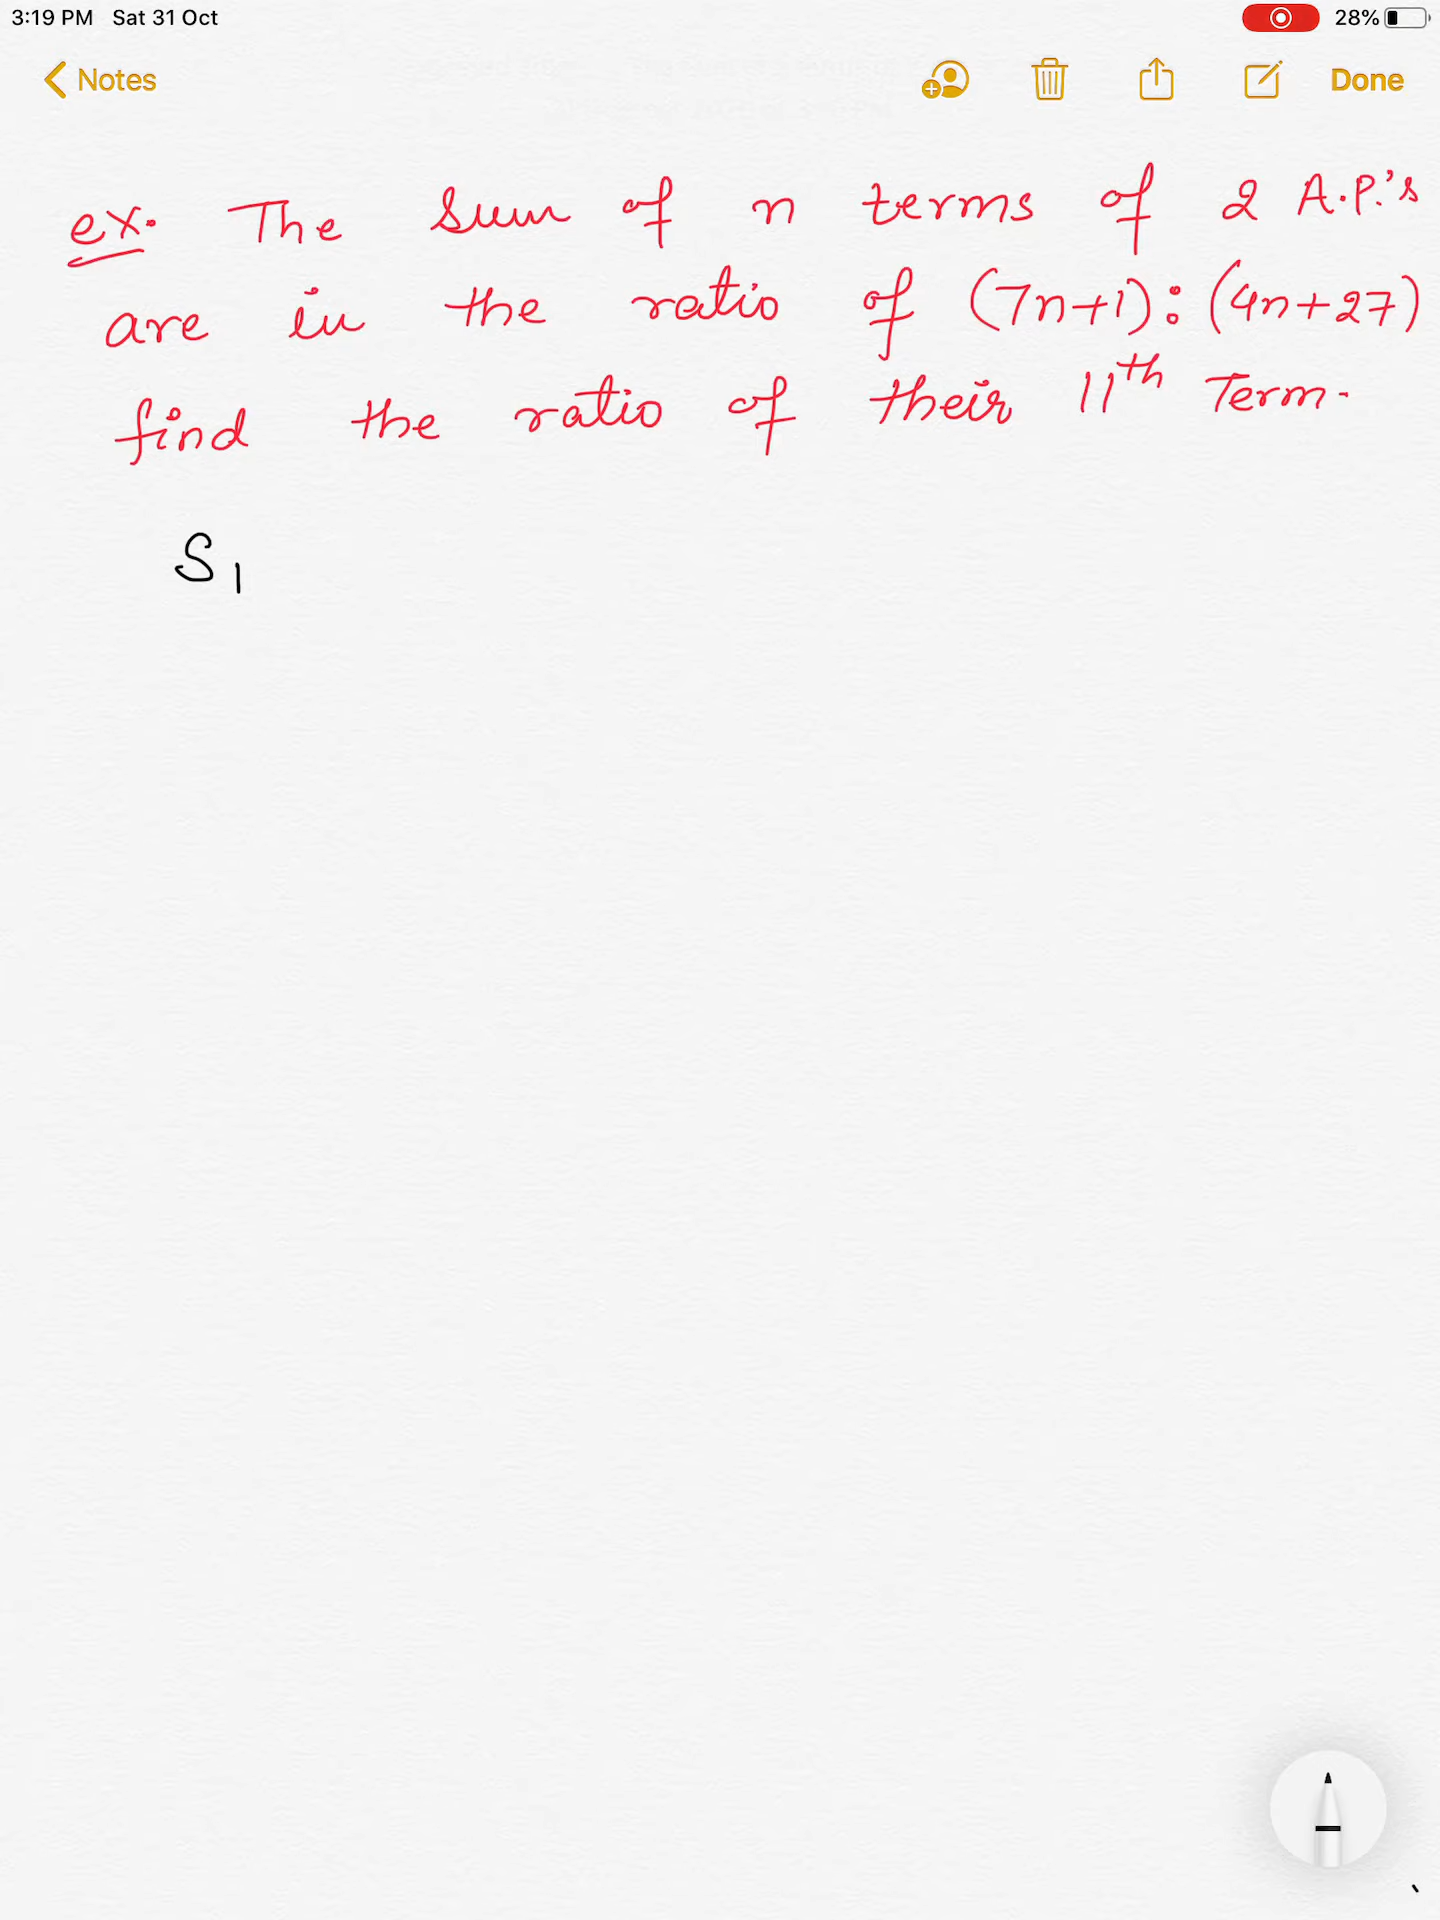 3:19 PM Sat 31 Oct 28%
Notes Done
ex. The Sum of n terms of 2 A.P.'s
are in the ratio of (7n+1):(4n+27)
find the ratio of their 11th Term.
S1